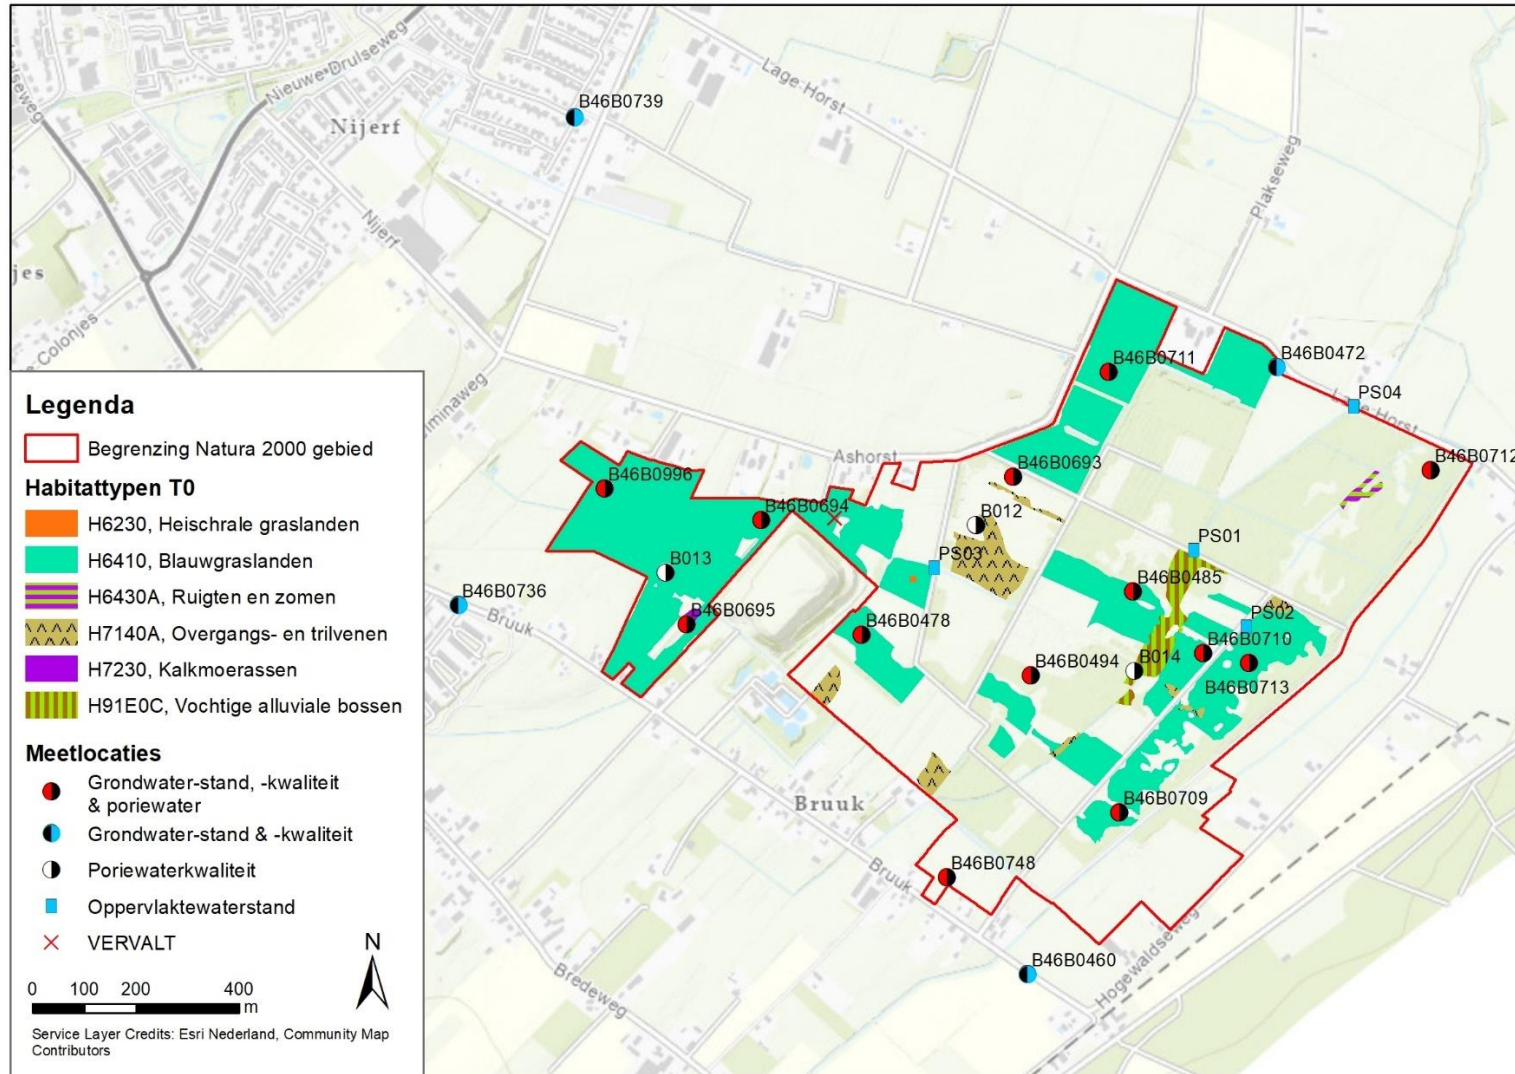 Nieuwe-Drulseweg
Nijerf
Nijerf
B46B0739
Lage-Horst
Plakseweg
jes
-Colonjes
B46B0711
B46B0472
PS04
Lage-Horst
Ashorst
B46B0693
B46B0712
B46B0996
B46B0694
B012
PS01
B013
PS03
B46B0485
B46B0736
Bruuk
B46B0695
B46B0478
PS02
B46B0710
B46B0494
B014
B46B0713
Bruuk
B46B0709
Bruuk
B46B0748
B46B0460
Hogewaldseweg
Bredeweg
Legenda
Begrenzing Natura 2000 gebied
Habitattypen T0
H6230, Heischrale graslanden
H6410, Blauwgraslanden
H6430A, Ruigten en zomen
H7140A, Overgangs- en trilvenen
H7230, Kalkmoerassen
H91E0C, Vochtige alluviale bossen
Meetlocaties
Grondwater-stand, -kwaliteit
& poriewater
Grondwater-stand & -kwaliteit
Poriewaterkwaliteit
Oppervlaktewaterstand
VERVALT
N
0 100 200 400
m
Service Layer Credits: Esri Nederland, Community Map
Contributors